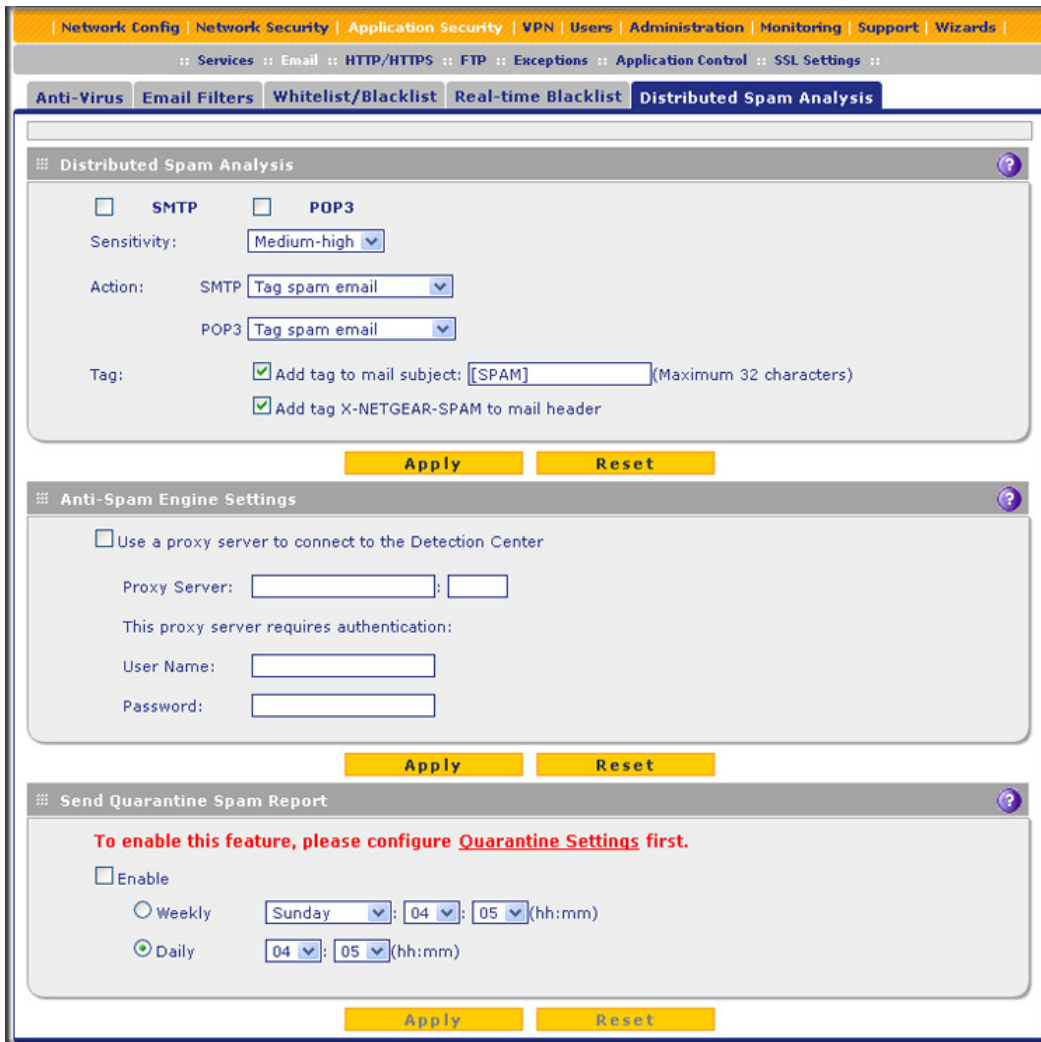 | Network Config | Network Security | Application Security | VPN | Users | Administration | Monitoring | Support | Wizards |
:: Services :: Email :: HTTP/HTTPS :: FTP :: Exceptions :: Application Control :: SSL Settings ::
Anti-Virus Email Filters Whitelist/Blacklist Real-time Blacklist Distributed Spam Analysis
Distributed Spam Analysis ?
SMTP POP3
Sensitivity: Medium-high
Action: SMTP Tag spam email
POP3 Tag spam email
Tag: Add tag to mail subject: [SPAM] (Maximum 32 characters)
Add tag X-NETGEAR-SPAM to mail header
Apply Reset
Anti-Spam Engine Settings ?
Use a proxy server to connect to the Detection Center
Proxy Server: :
This proxy server requires authentication:
User Name:
Password:
Apply Reset
Send Quarantine Spam Report ?
To enable this feature, please configure Quarantine Settings first.
Enable
Weekly Sunday : 04 : 05 (hh:mm)
Daily 04 : 05 (hh:mm)
Apply Reset